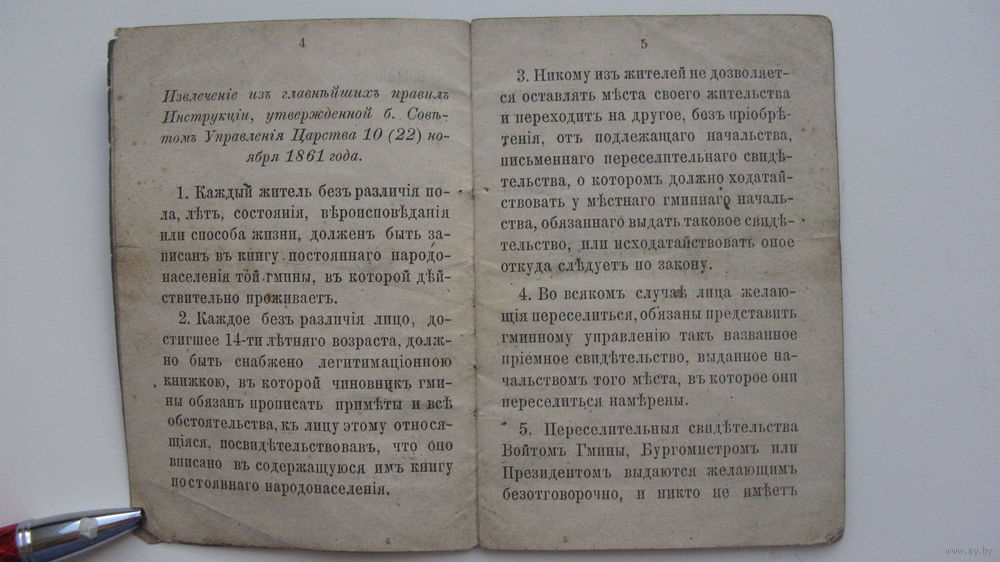 4
Извлеченіе изъ главнѣйшихъ правилъ
Инструкціи, утвержденной б. Совѣ-
томъ Управленія Царства 10 (22) но-
ября 1861 года.
1. Каждый житель безъ различія по-
ла, лѣтъ, состоянія, вѣроисповѣданія
или способа жизни, долженъ быть за-
писанъ въ книгу постояннаго народо-
населенія той гмины, въ которой дѣй-
ствительно проживаетъ.
2. Каждое безъ различія лицо, до-
стигшее 14-ти лѣтняго возраста, долж-
но быть снабжено легитимаціонною
книжкою, въ которой чиновникъ гми-
ны обязанъ прописать примѣты и всѣ
обстоятельства, къ лицу этому относя-
щіяся, посвидѣтельствовавъ, что оно
вписано въ содержащуюся имъ книгу
постояннаго народонаселенія.
5
3. Никому изъ жителей не дозволяет-
ся оставлять мѣста своего жительства
и переходить на другое, безъ пріобрѣ-
тенія, отъ подлежащаго начальства,
письменнаго переселительнаго свидѣ-
тельства, о которомъ должно ходатай-
ствовать у мѣстнаго гминнаго началь-
ства, обязаннаго выдать таковое свидѣ-
тельство, или исходатайствовать оное
откуда слѣдуетъ по закону.
4. Во всякомъ случаѣ лица желаю-
щія переселиться, обязаны представить
гминному управленію такъ названное
пріемное свидѣтельство, выданное на-
чальствомъ того мѣста, въ которое они
переселиться намѣрены.
5. Переселительныя свидѣтельства
Войтомъ Гмины, Бургомистромъ или
Президентомъ выдаются желающимъ
безотговорочно, и никто не имѣетъ
www.ay.by